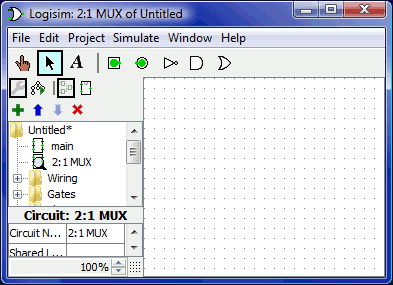 Logisim: 2:1 MUX of Untitled
File Edit Project Simulate Window Help
A
Untitled*
main
2:1 MUX
Wiring
Gates
Circuit: 2:1 MUX
Circuit N... 2:1 MUX
Shared L...
100%